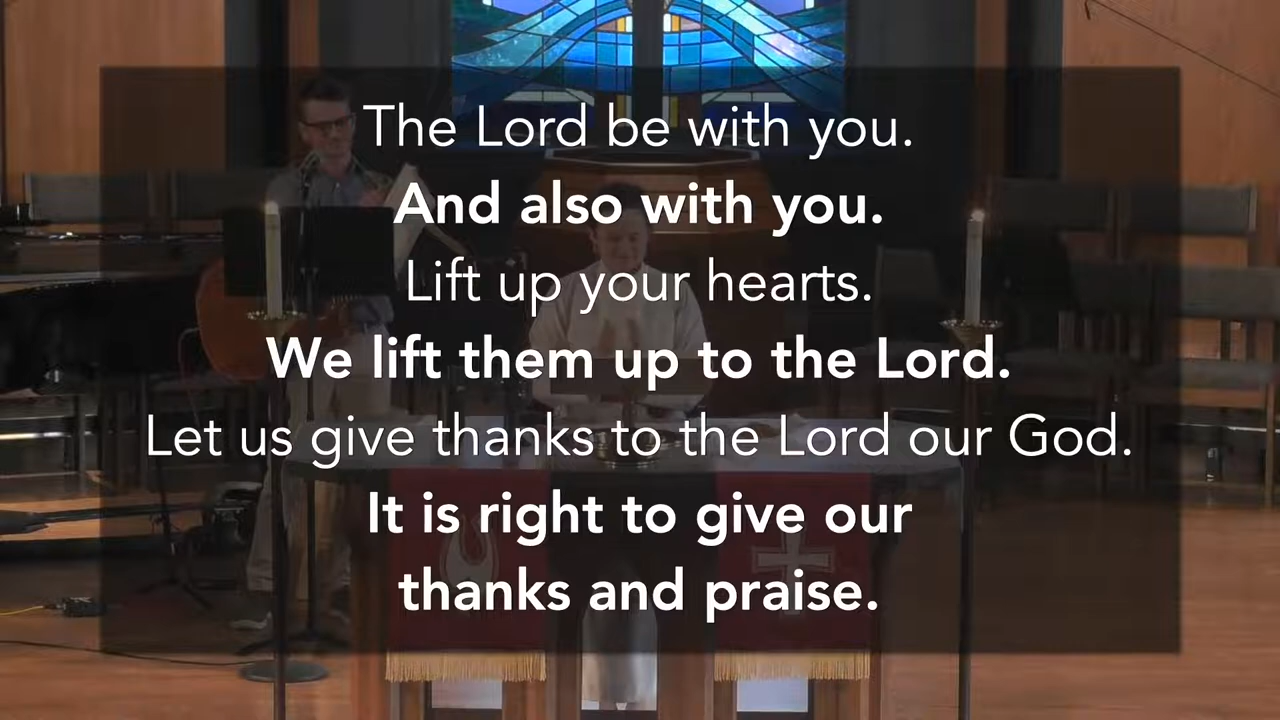 The Lord be with you.
And also with you.
Lift up your hearts.
We lift them up to the Lord.
Let us give thanks to the Lord our God.
It is right to give our
thanks and praise.